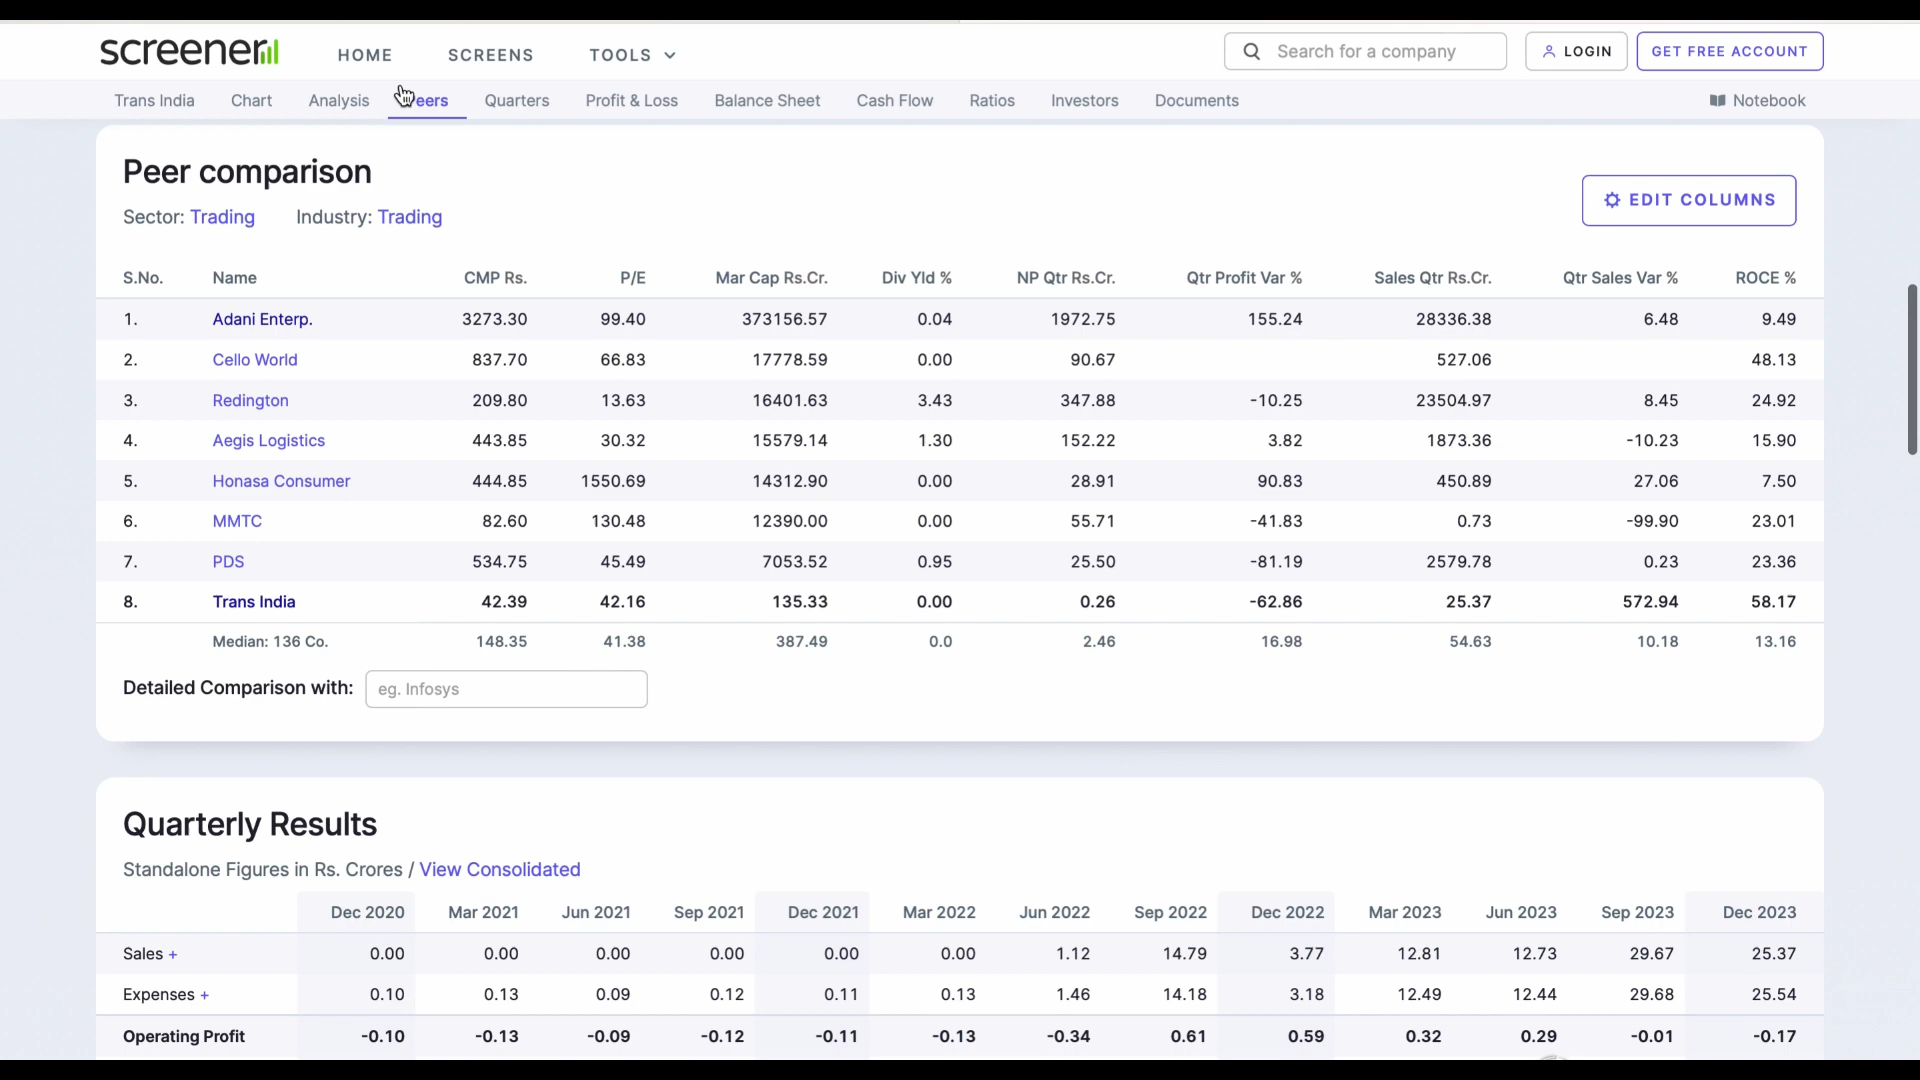 screener
HOME SCREENS TOOLS Search for a company LOGIN GET FREE ACCOUNT
Trans India Chart Analysis Peers Quarters Profit & Loss Balance Sheet Cash Flow Ratios Investors Documents Notebook
Peer comparison
Sector: Trading Industry: Trading
EDIT COLUMNS
S.No. Name CMP Rs. P/E Mar Cap Rs.Cr. Div Yld % NP Qtr Rs.Cr. Qtr Profit Var % Sales Qtr Rs.Cr. Qtr Sales Var % ROCE %
1. Adani Enterp. 3273.30 99.40 373156.57 0.04 1972.75 155.24 28336.38 6.48 9.49
2. Cello World 837.70 66.83 17778.59 0.00 90.67 527.06 48.13
3. Redington 209.80 13.63 16401.63 3.43 347.88 -10.25 23504.97 8.45 24.92
4. Aegis Logistics 443.85 30.32 15579.14 1.30 152.22 3.82 1873.36 -10.23 15.90
5. Honasa Consumer 444.85 1550.69 14312.90 0.00 28.91 90.83 450.89 27.06 7.50
6. MMTC 82.60 130.48 12390.00 0.00 55.71 -41.83 0.73 -99.90 23.01
7. PDS 534.75 45.49 7053.52 0.95 25.50 -81.19 2579.78 0.23 23.36
8. Trans India 42.39 42.16 135.33 0.00 0.26 -62.86 25.37 572.94 58.17
Median: 136 Co. 148.35 41.38 387.49 0.0 2.46 16.98 54.63 10.18 13.16
Detailed Comparison with: eg. Infosys
Quarterly Results
Standalone Figures in Rs. Crores / View Consolidated
Dec 2020 Mar 2021 Jun 2021 Sep 2021 Dec 2021 Mar 2022 Jun 2022 Sep 2022 Dec 2022 Mar 2023 Jun 2023 Sep 2023 Dec 2023
Sales + 0.00 0.00 0.00 0.00 0.00 0.00 1.12 14.79 3.77 12.81 12.73 29.67 25.37
Expenses + 0.10 0.13 0.09 0.12 0.11 0.13 1.46 14.18 3.18 12.49 12.44 29.68 25.54
Operating Profit -0.10 -0.13 -0.09 -0.12 -0.11 -0.13 -0.34 0.61 0.59 0.32 0.29 -0.01 -0.17